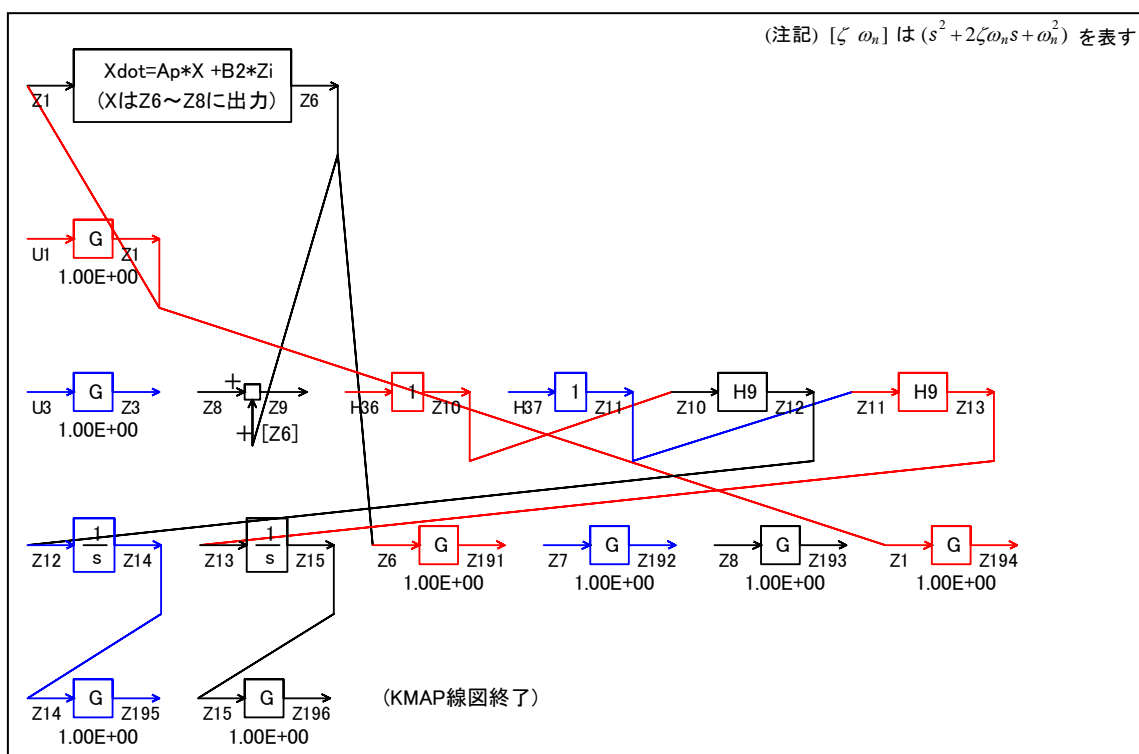 (注記) [ζ ωn] は (s²+2ζωns+ωn²) を表す
Xdot=Ap*X +B2*Zi
(XはZ6～Z8に出力)
Z1 Z6
G
U1 Z1
1.00E+00
G + 1 1 H9 H9
U3 Z3 Z8 Z9 H36 Z10 H37 Z11 Z10 Z12 Z11 Z13
1.00E+00 + [Z6]
1/s 1/s G G G G
Z12 Z14 Z13 Z15 Z6 Z191 Z7 Z192 Z8 Z193 Z1 Z194
1.00E+00 1.00E+00 1.00E+00 1.00E+00
G G (KMAP線図終了)
Z14 Z195 Z15 Z196
1.00E+00 1.00E+00